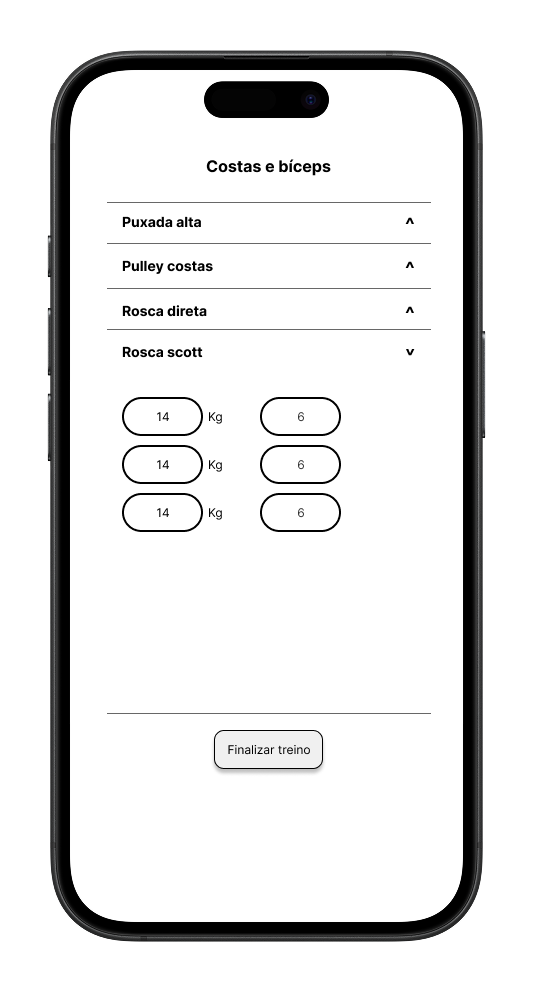 Costas e bíceps
Puxada alta ^
Pulley costas ^
Rosca direta ^
Rosca scott v
14 Kg 6
14 Kg 6
14 Kg 6
Finalizar treino